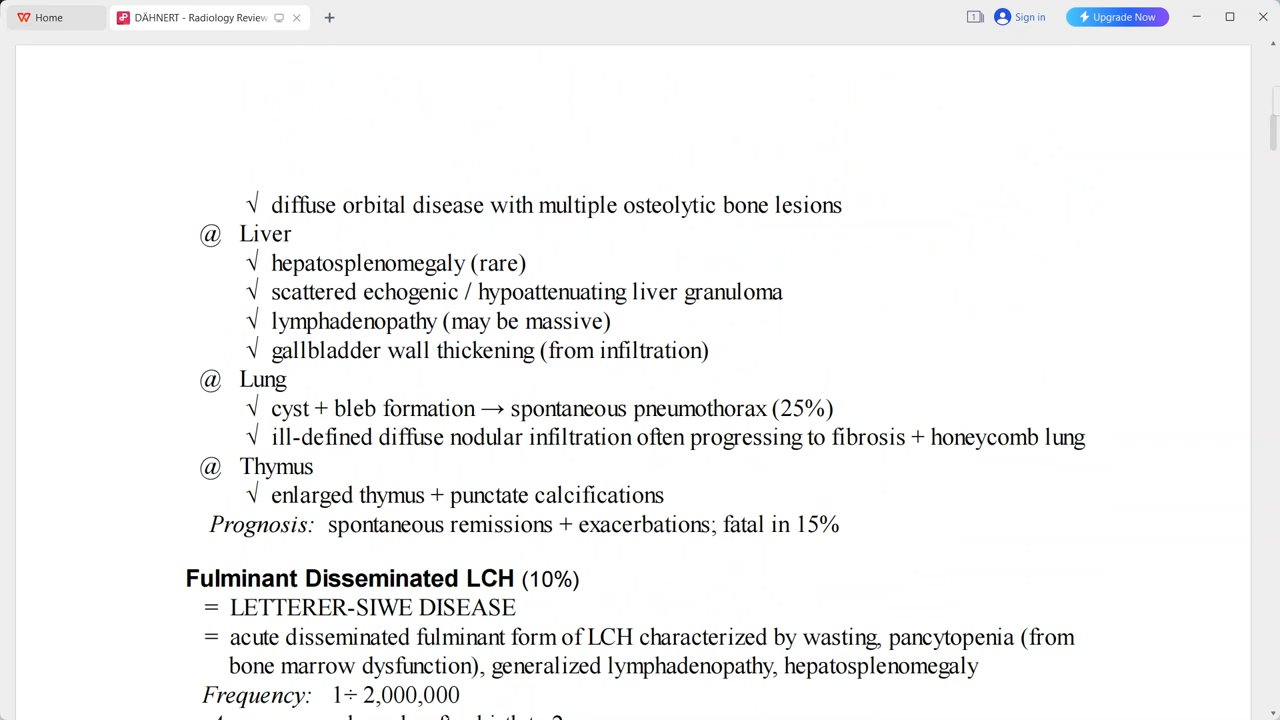 Home
DÄHNERT - Radiology Review
1
Sign in
Upgrade Now
√ diffuse orbital disease with multiple osteolytic bone lesions
@ Liver
√ hepatosplenomegaly (rare)
√ scattered echogenic / hypoattenuating liver granuloma
√ lymphadenopathy (may be massive)
√ gallbladder wall thickening (from infiltration)
@ Lung
√ cyst + bleb formation → spontaneous pneumothorax (25%)
√ ill-defined diffuse nodular infiltration often progressing to fibrosis + honeycomb lung
@ Thymus
√ enlarged thymus + punctate calcifications
Prognosis: spontaneous remissions + exacerbations; fatal in 15%
Fulminant Disseminated LCH (10%)
= LETTERER-SIWE DISEASE
= acute disseminated fulminant form of LCH characterized by wasting, pancytopenia (from
bone marrow dysfunction), generalized lymphadenopathy, hepatosplenomegaly
Frequency: 1÷ 2,000,000